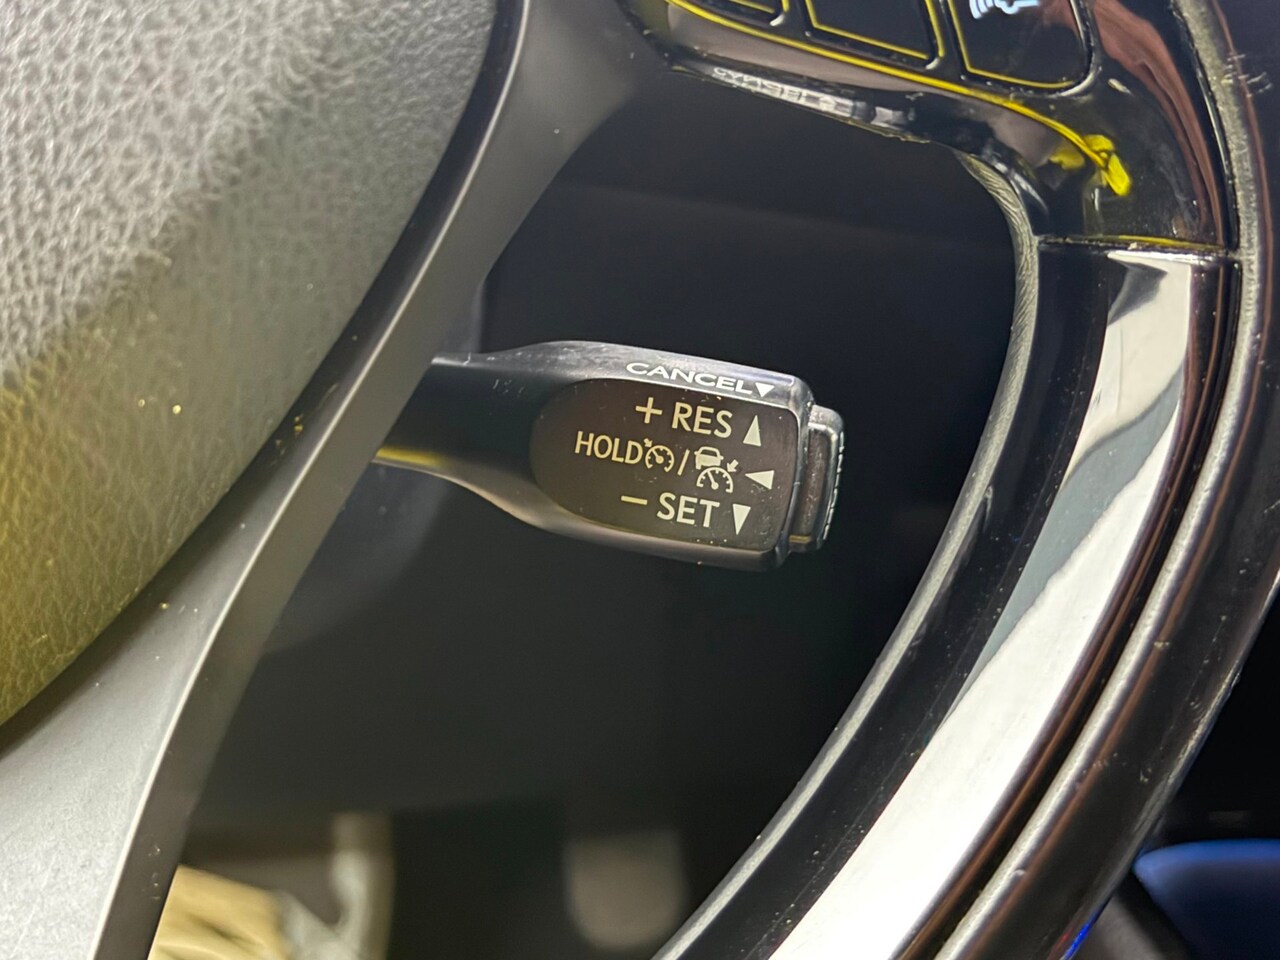 CANCEL▼
+ RES ▲
HOLD / ◀
− SET ▼